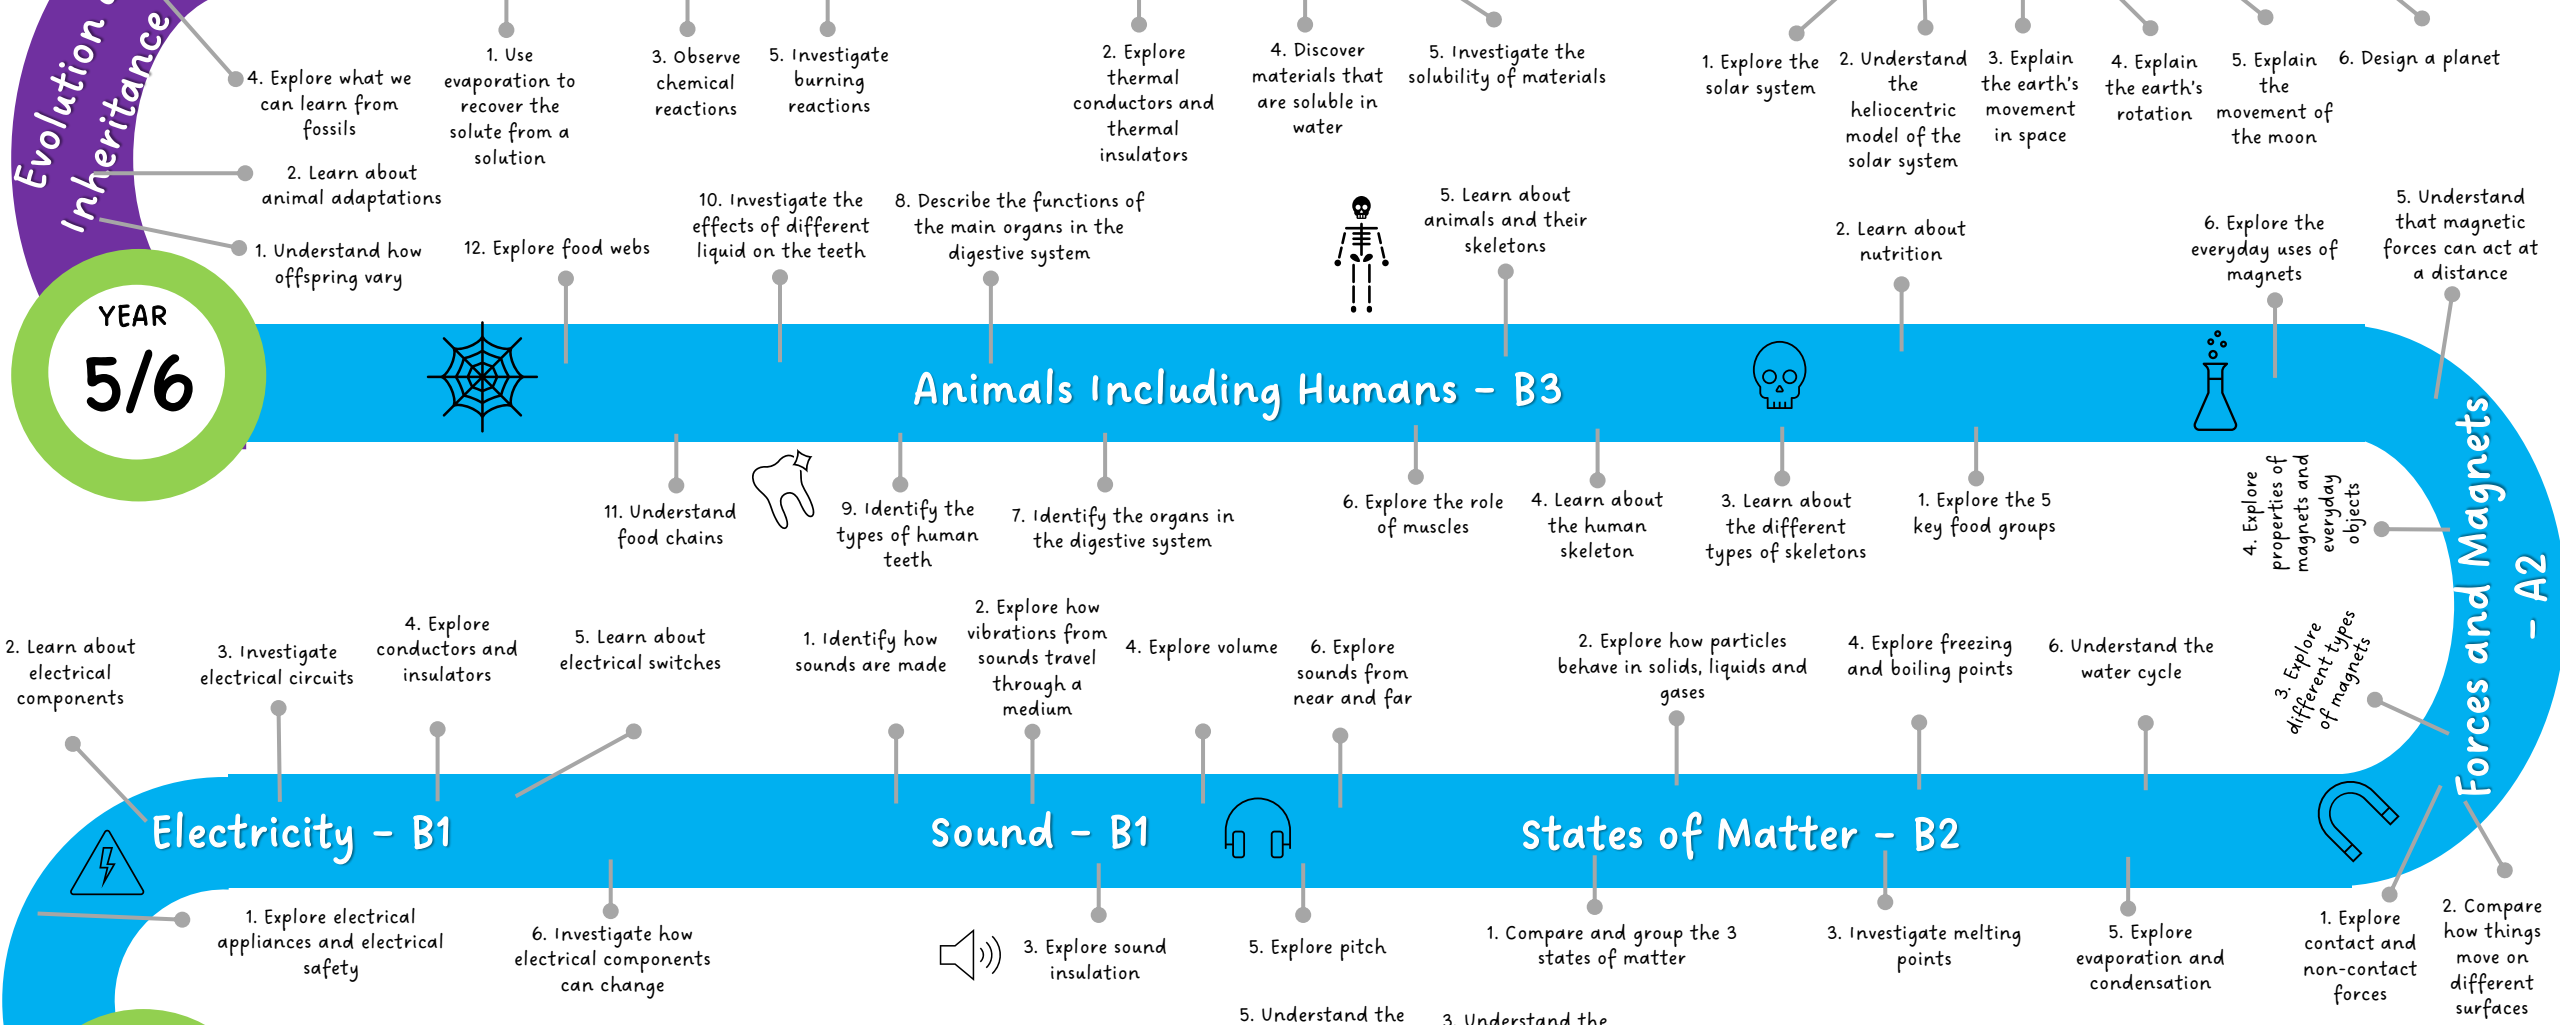 Evolution
Inheritance
4. Explore what we
can learn from
fossils
2. Learn about
animal adaptations
1. Understand how
offspring vary
1. Use
evaporation to
recover the
solute from a
solution
3. Observe
chemical
reactions
5. Investigate
burning
reactions
2. Explore
thermal
conductors and
thermal
insulators
4. Discover
materials that
are soluble in
water
5. Investigate the
solubility of materials
1. Explore the
solar system
2. Understand
the
heliocentric
model of the
solar system
3. Explain
the earth's
movement
in space
4. Explain
the earth's
rotation
5. Explain
the
movement of
the moon
6. Design a planet
YEAR
5/6
12. Explore food webs
10. Investigate the
effects of different
liquid on the teeth
8. Describe the functions of
the main organs in the
digestive system
5. Learn about
animals and their
skeletons
2. Learn about
nutrition
6. Explore the
everyday uses of
magnets
5. Understand
that magnetic
forces can act at
a distance
Animals Including Humans - B3
11. Understand
food chains
9. Identify the
types of human
teeth
7. Identify the organs in
the digestive system
6. Explore the role
of muscles
4. Learn about
the human
skeleton
3. Learn about
the different
types of skeletons
1. Explore the 5
key food groups
4. Explore
properties of
magnets and
everyday
objects
Forces and Magnets
- A2
3. Explore
different types
of magnets
2. Learn about
electrical
components
3. Investigate
electrical circuits
4. Explore
conductors and
insulators
5. Learn about
electrical switches
1. Identify how
sounds are made
2. Explore how
vibrations from
sounds travel
through a
medium
4. Explore volume
6. Explore
sounds from
near and far
2. Explore how particles
behave in solids, liquids and
gases
4. Explore freezing
and boiling points
6. Understand the
water cycle
Electricity - B1
Sound - B1
States of Matter - B2
1. Explore electrical
appliances and electrical
safety
6. Investigate how
electrical components
can change
3. Explore sound
insulation
5. Explore pitch
1. Compare and group the 3
states of matter
3. Investigate melting
points
5. Explore
evaporation and
condensation
1. Explore
contact and
non-contact
forces
2. Compare
how things
move on
different
surfaces
5. Understand the
3. Understand the